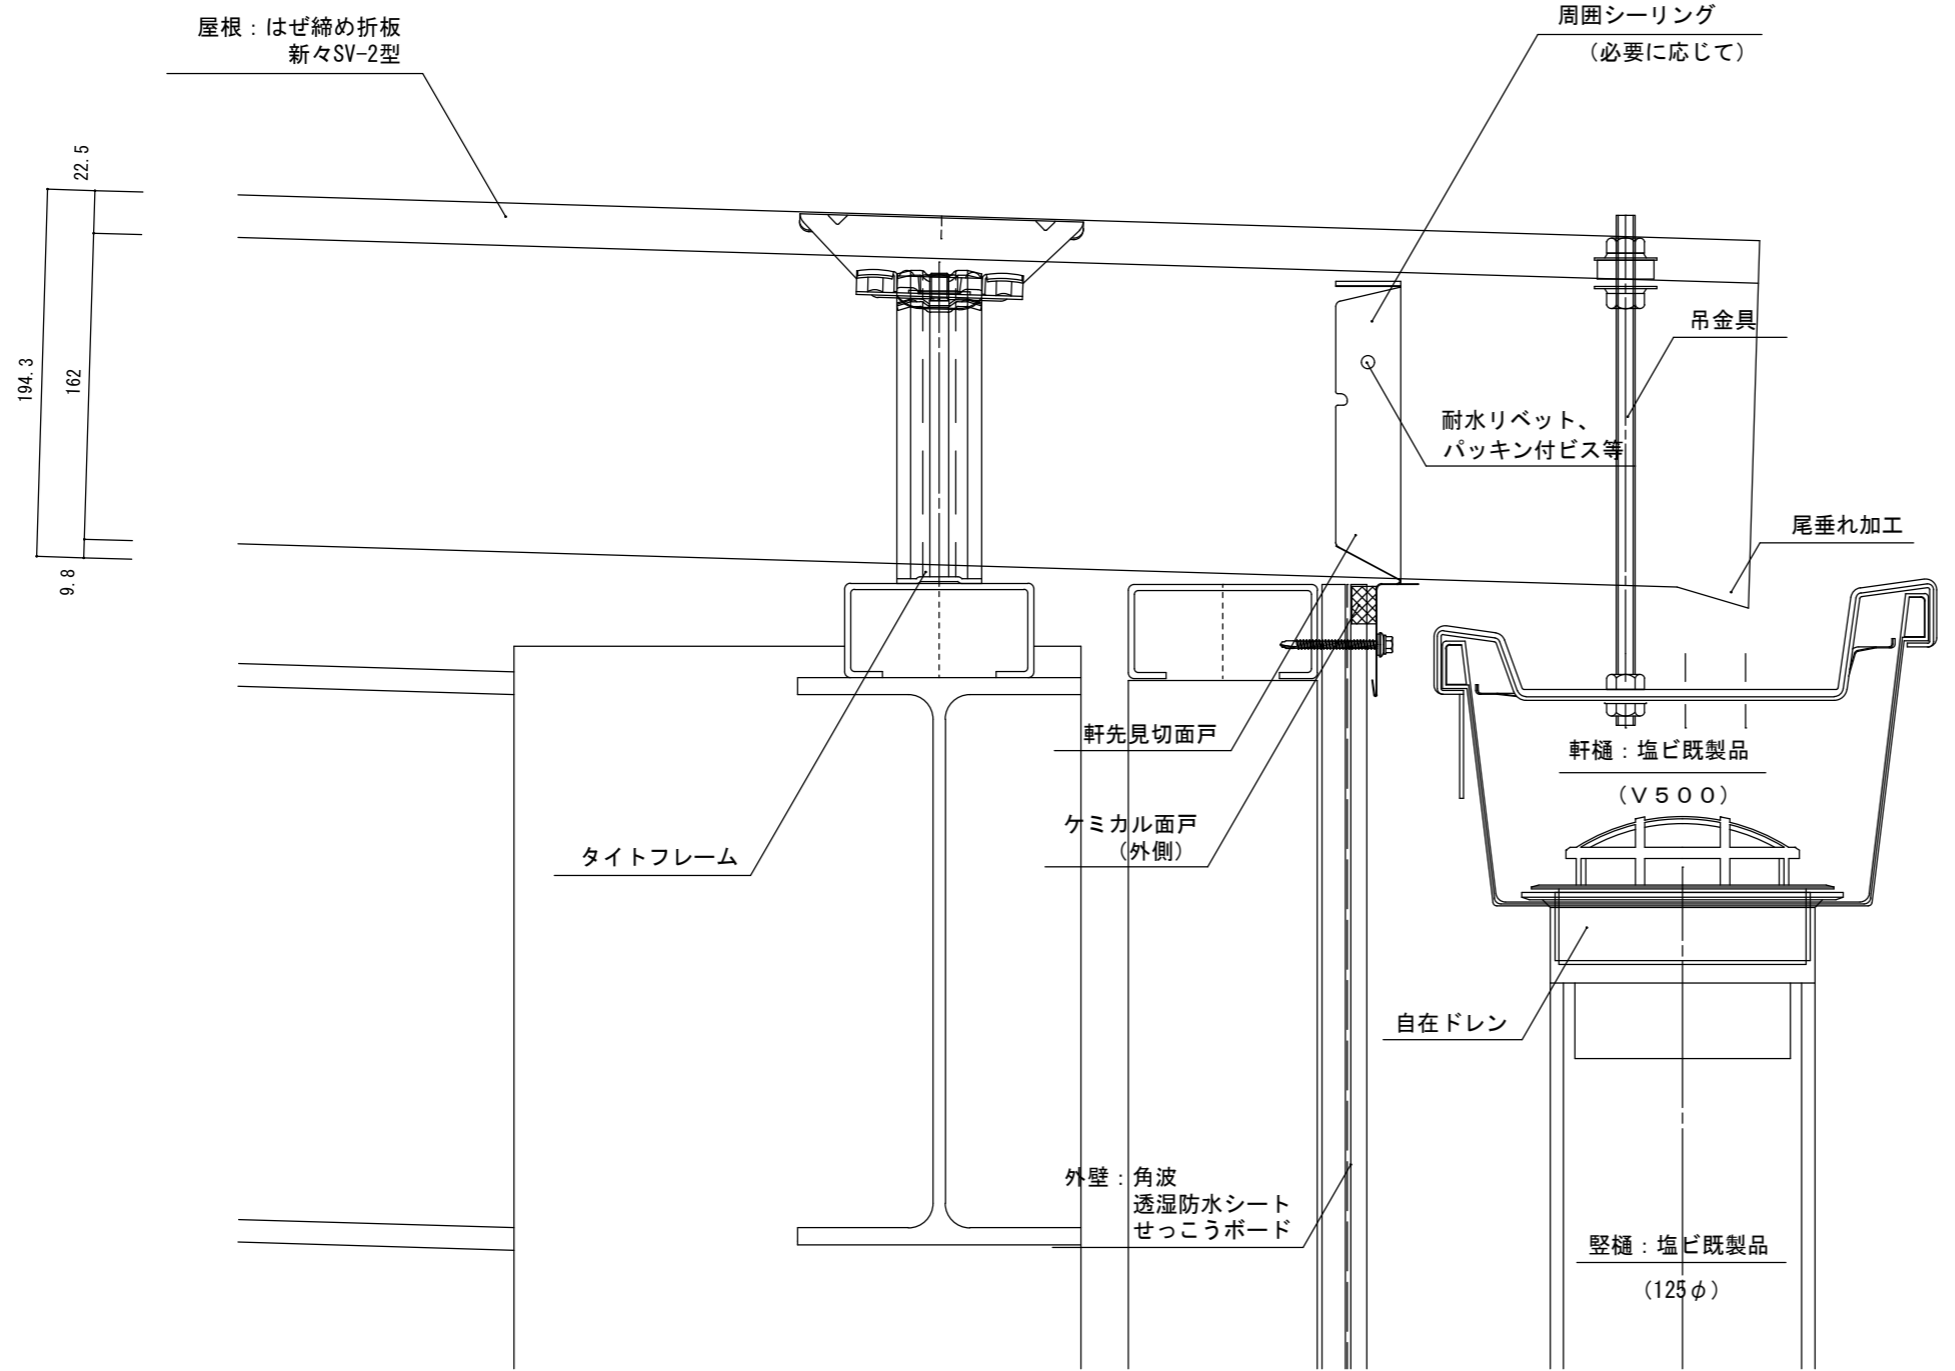 屋根：はぜ締め折板
新々SV-2型
周囲シーリング
（必要に応じて）
22.5
194.3
162
9.8
吊金具
耐水リベット、
パッキン付ビス等
尾垂れ加工
軒先見切面戸
軒樋：塩ビ既製品
（Ｖ５００）
ケミカル面戸
（外側）
タイトフレーム
自在ドレン
外壁：角波
透湿防水シート
せっこうボード
竪樋：塩ビ既製品
（125φ）